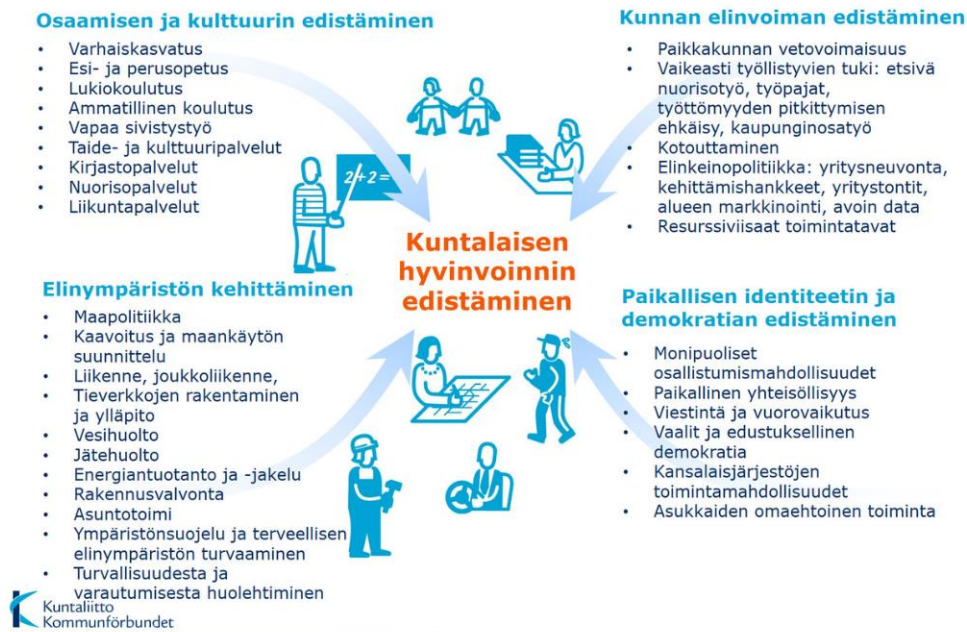 Osaamisen ja kulttuurin edistäminen
• Varhaiskasvatus
• Esi- ja perusopetus
• Lukiokoulutus
• Ammatillinen koulutus
• Vapaa sivistystyö
• Taide- ja kulttuuripalvelut
• Kirjastopalvelut
• Nuorisopalvelut
• Liikuntapalvelut
2+2=
Kunnan elinvoiman edistäminen
• Paikkakunnan vetovoimaisuus
• Vaikeasti työllistyvien tuki: etsivä
nuorisotyö, työpajat,
työttömyyden pitkittymisen
ehkäisy, kaupunginosatyö
• Kotouttaminen
• Elinkeinopolitiikka: yritysneuvonta,
kehittämishankkeet, yritystontit,
alueen markkinointi, avoin data
• Resurssiviisaat toimintatavat
Kuntalaisen
hyvinvoinnin
edistäminen
Elinympäristön kehittäminen
• Maapolitiikka
• Kaavoitus ja maankäytön
suunnittelu
• Liikenne, joukkoliikenne,
• Tieverkkojen rakentaminen
ja ylläpito
• Vesihuolto
• Jätehuolto
• Energiantuotanto ja -jakelu
• Rakennusvalvonta
• Asuntotoimi
• Ympäristönsuojelu ja terveellisen
elinympäristön turvaaminen
• Turvallisuudesta ja
varautumisesta huolehtiminen
Paikallisen identiteetin ja
demokratian edistäminen
• Monipuoliset
osallistumismahdollisuudet
• Paikallinen yhteisöllisyys
• Viestintä ja vuorovaikutus
• Vaalit ja edustuksellinen
demokratia
• Kansalaisjärjestöjen
toimintamahdollisuudet
• Asukkaiden omaehtoinen toiminta
Kuntaliitto
Kommunförbundet